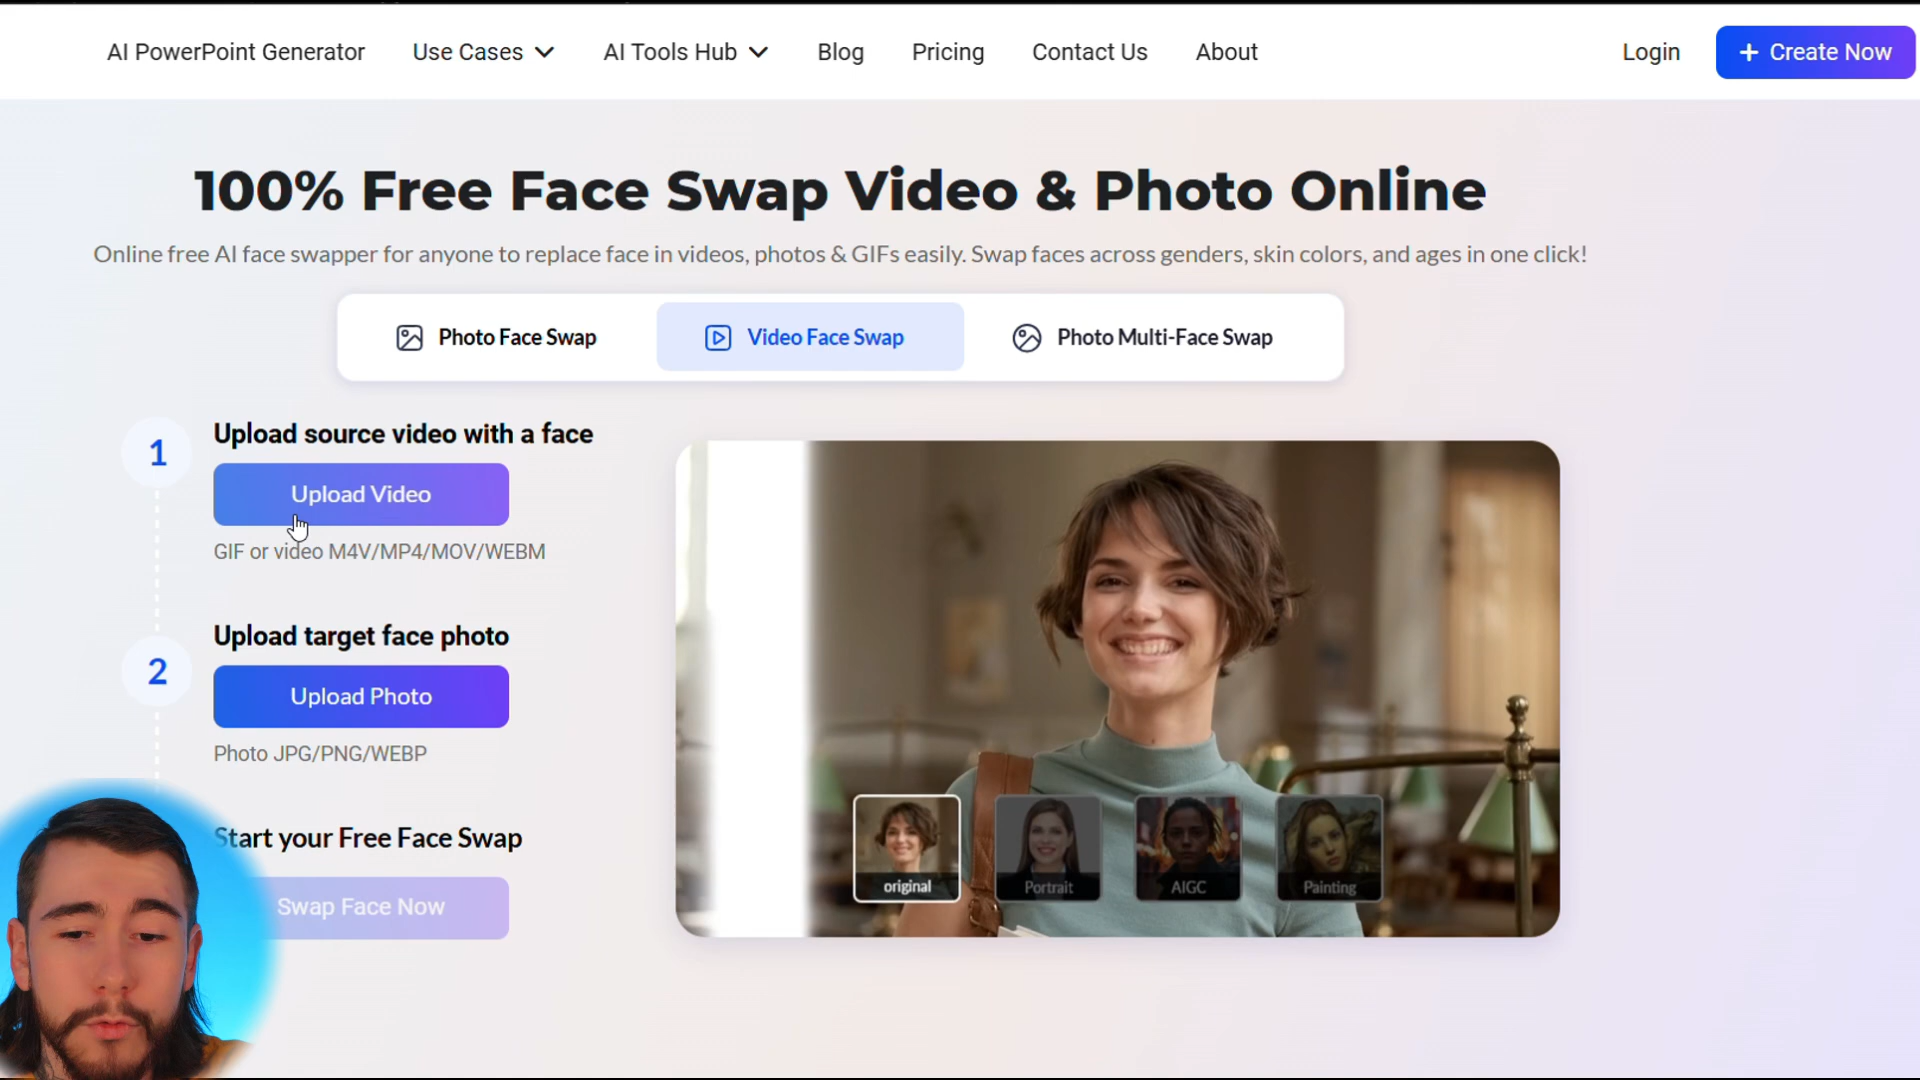 AI PowerPoint Generator
Use Cases
AI Tools Hub
Blog
Pricing
Contact Us
About
Login
+ Create Now
100% Free Face Swap Video & Photo Online
Online free AI face swapper for anyone to replace face in videos, photos & GIFs easily. Swap faces across genders, skin colors, and ages in one click!
Photo Face Swap
Video Face Swap
Photo Multi-Face Swap
1
Upload source video with a face
Upload Video
GIF or video M4V/MP4/MOV/WEBM
2
Upload target face photo
Upload Photo
Photo JPG/PNG/WEBP
Start your Free Face Swap
Swap Face Now
original
Portrait
AIGC
Painting